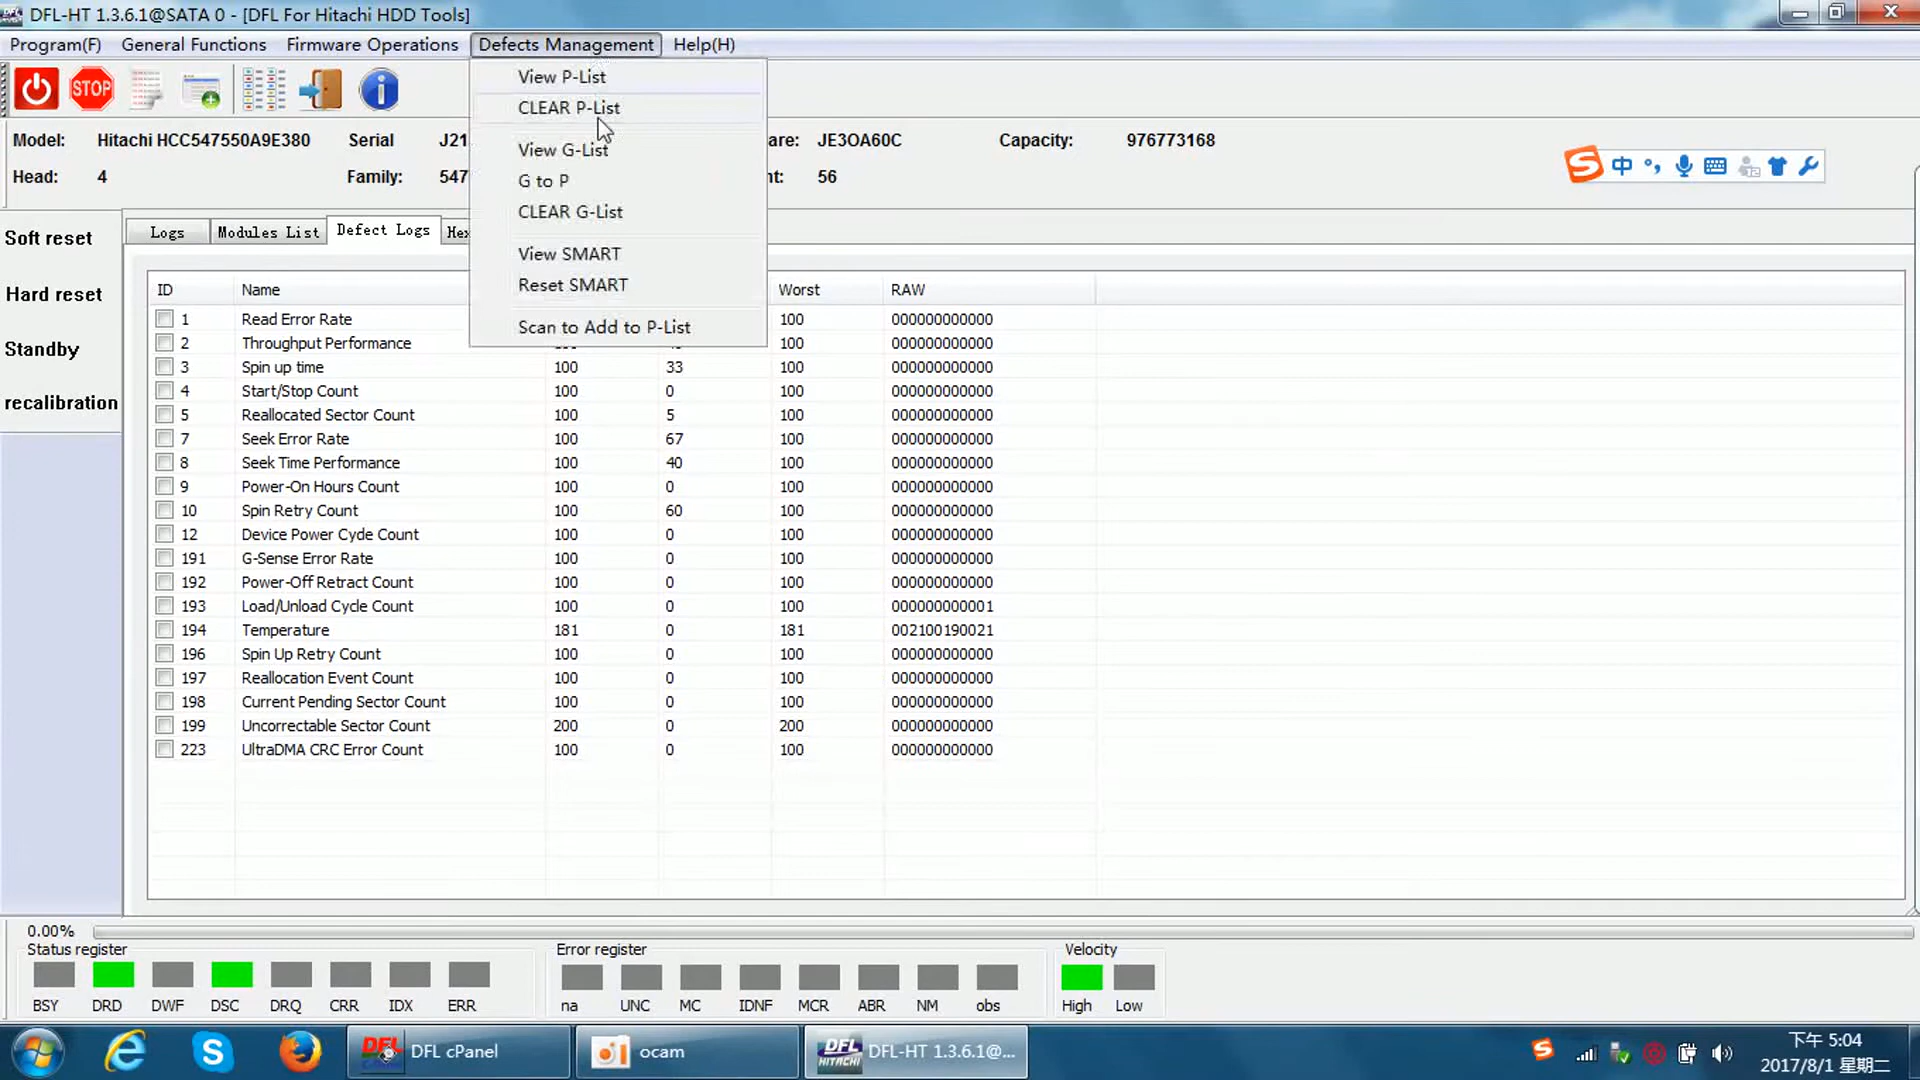 DFL-HT 1.3.6.1@SATA 0 - [DFL For Hitachi HDD Tools]
Program(F) General Functions Firmware Operations Defects Management Help(H)
View P-List
CLEAR P-List
View G-List
G to P
CLEAR G-List
View SMART
Reset SMART
Scan to Add to P-List
STOP
Model: Hitachi HCC547550A9E380 Serial J21 are: JE3OA60C Capacity: 976773168
中
Head: 4 Family: 547 t: 56
Soft reset
Hard reset
Standby
recalibration
Logs Modules List Defect Logs Hex
ID Name Worst RAW
1 Read Error Rate 100 000000000000
2 Throughput Performance 100 000000000000
3 Spin up time 100 33 100 000000000000
4 Start/Stop Count 100 0 100 000000000000
5 Reallocated Sector Count 100 5 100 000000000000
7 Seek Error Rate 100 67 100 000000000000
8 Seek Time Performance 100 40 100 000000000000
9 Power-On Hours Count 100 0 100 000000000000
10 Spin Retry Count 100 60 100 000000000000
12 Device Power Cyde Count 100 0 100 000000000000
191 G-Sense Error Rate 100 0 100 000000000000
192 Power-Off Retract Count 100 0 100 000000000000
193 Load/Unload Cycle Count 100 0 100 000000000001
194 Temperature 181 0 181 002100190021
196 Spin Up Retry Count 100 0 100 000000000000
197 Reallocation Event Count 100 0 100 000000000000
198 Current Pending Sector Count 100 0 100 000000000000
199 Uncorrectable Sector Count 200 0 200 000000000000
223 UltraDMA CRC Error Count 100 0 100 000000000000
0.00%
Status register Error register Velocity
BSY DRD DWF DSC DRQ CRR IDX ERR na UNC MC IDNF MCR ABR NM obs High Low
DFL cPanel
ocam
DFL HITACHI DFL-HT 1.3.6.1@...
下午 5:04
2017/8/1 星期二